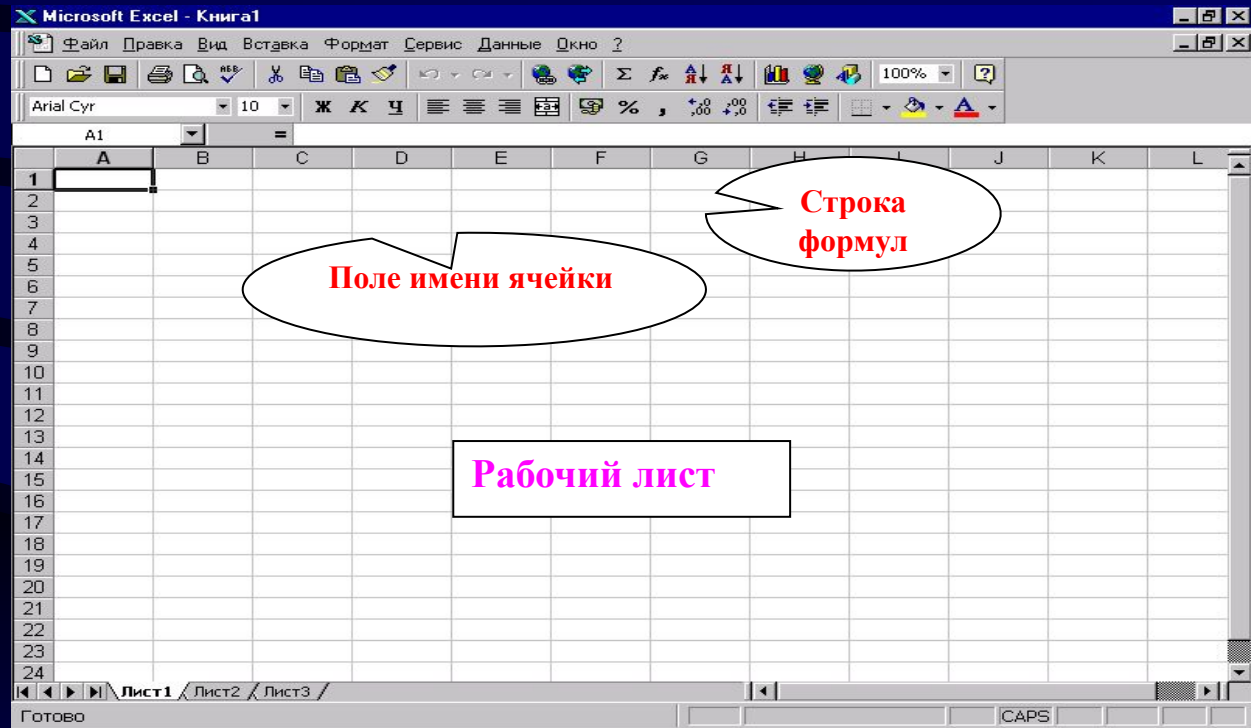 Microsoft Excel - Книга1
Файл Правка Вид Вставка Формат Сервис Данные Окно ?
100%
Arial Cyr 10 Ж К Ч % ,
A1 =
A B C D E F G H I J K L
1
2
3
4
5
6
7
8
9
10
11
12
13
14
15
16
17
18
19
20
21
22
23
24
Строка
формул
Поле имени ячейки
Рабочий лист
Лист1 Лист2 Лист3
Готово CAPS